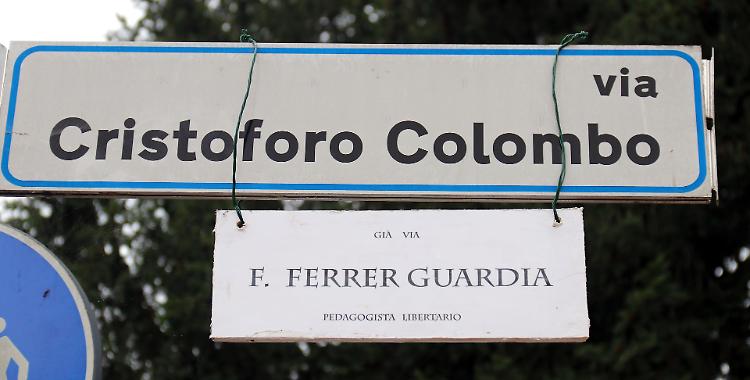 via
Cristoforo Colombo
GIÀ VIA
F. FERRER GUARDIA
PEDAGOGISTA LIBERTARIO